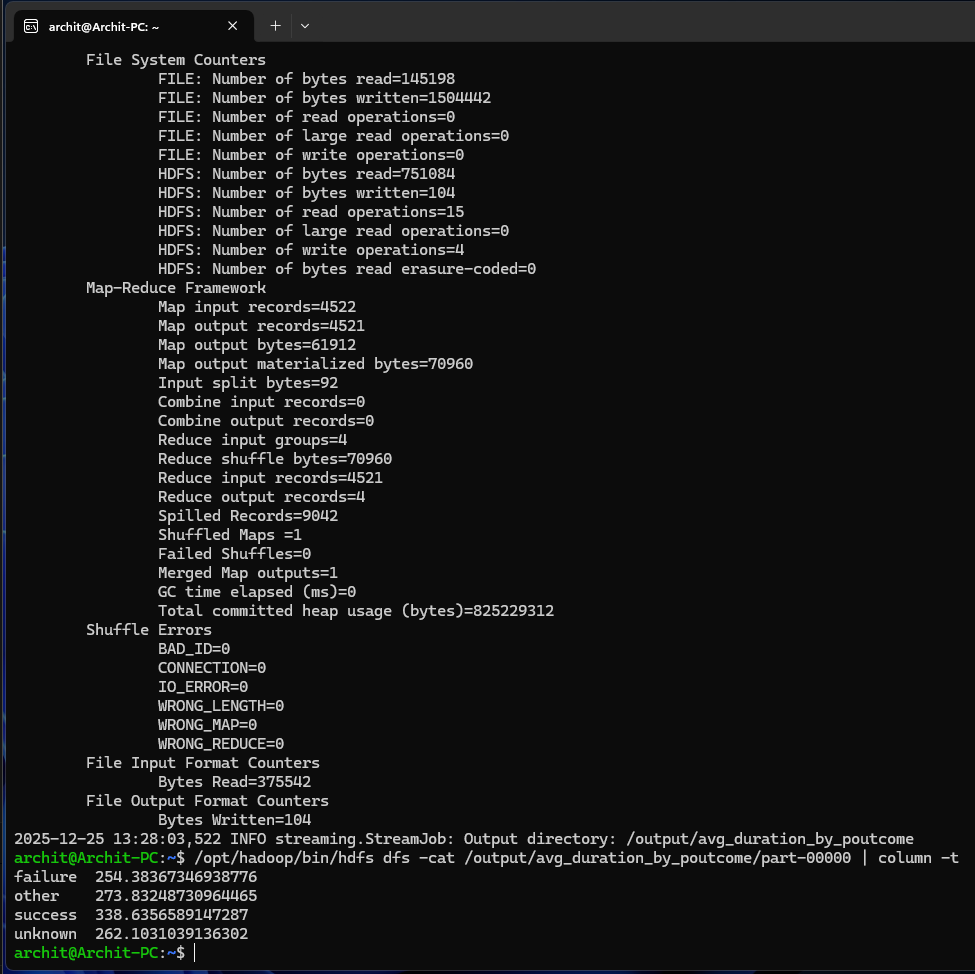 archit@Archit-PC: ~
File System Counters
FILE: Number of bytes read=145198
FILE: Number of bytes written=1504442
FILE: Number of read operations=0
FILE: Number of large read operations=0
FILE: Number of write operations=0
HDFS: Number of bytes read=751084
HDFS: Number of bytes written=104
HDFS: Number of read operations=15
HDFS: Number of large read operations=0
HDFS: Number of write operations=4
HDFS: Number of bytes read erasure-coded=0
Map-Reduce Framework
Map input records=4522
Map output records=4521
Map output bytes=61912
Map output materialized bytes=70960
Input split bytes=92
Combine input records=0
Combine output records=0
Reduce input groups=4
Reduce shuffle bytes=70960
Reduce input records=4521
Reduce output records=4
Spilled Records=9042
Shuffled Maps =1
Failed Shuffles=0
Merged Map outputs=1
GC time elapsed (ms)=0
Total committed heap usage (bytes)=825229312
Shuffle Errors
BAD_ID=0
CONNECTION=0
IO_ERROR=0
WRONG_LENGTH=0
WRONG_MAP=0
WRONG_REDUCE=0
File Input Format Counters
Bytes Read=375542
File Output Format Counters
Bytes Written=104
2025-12-25 13:28:03,522 INFO streaming.StreamJob: Output directory: /output/avg_duration_by_poutcome
archit@Archit-PC:~$ /opt/hadoop/bin/hdfs dfs -cat /output/avg_duration_by_poutcome/part-00000 | column -t
failure  254.38367346938776
other    273.83248730964465
success  338.6356589147287
unknown  262.1031039136302
archit@Archit-PC:~$